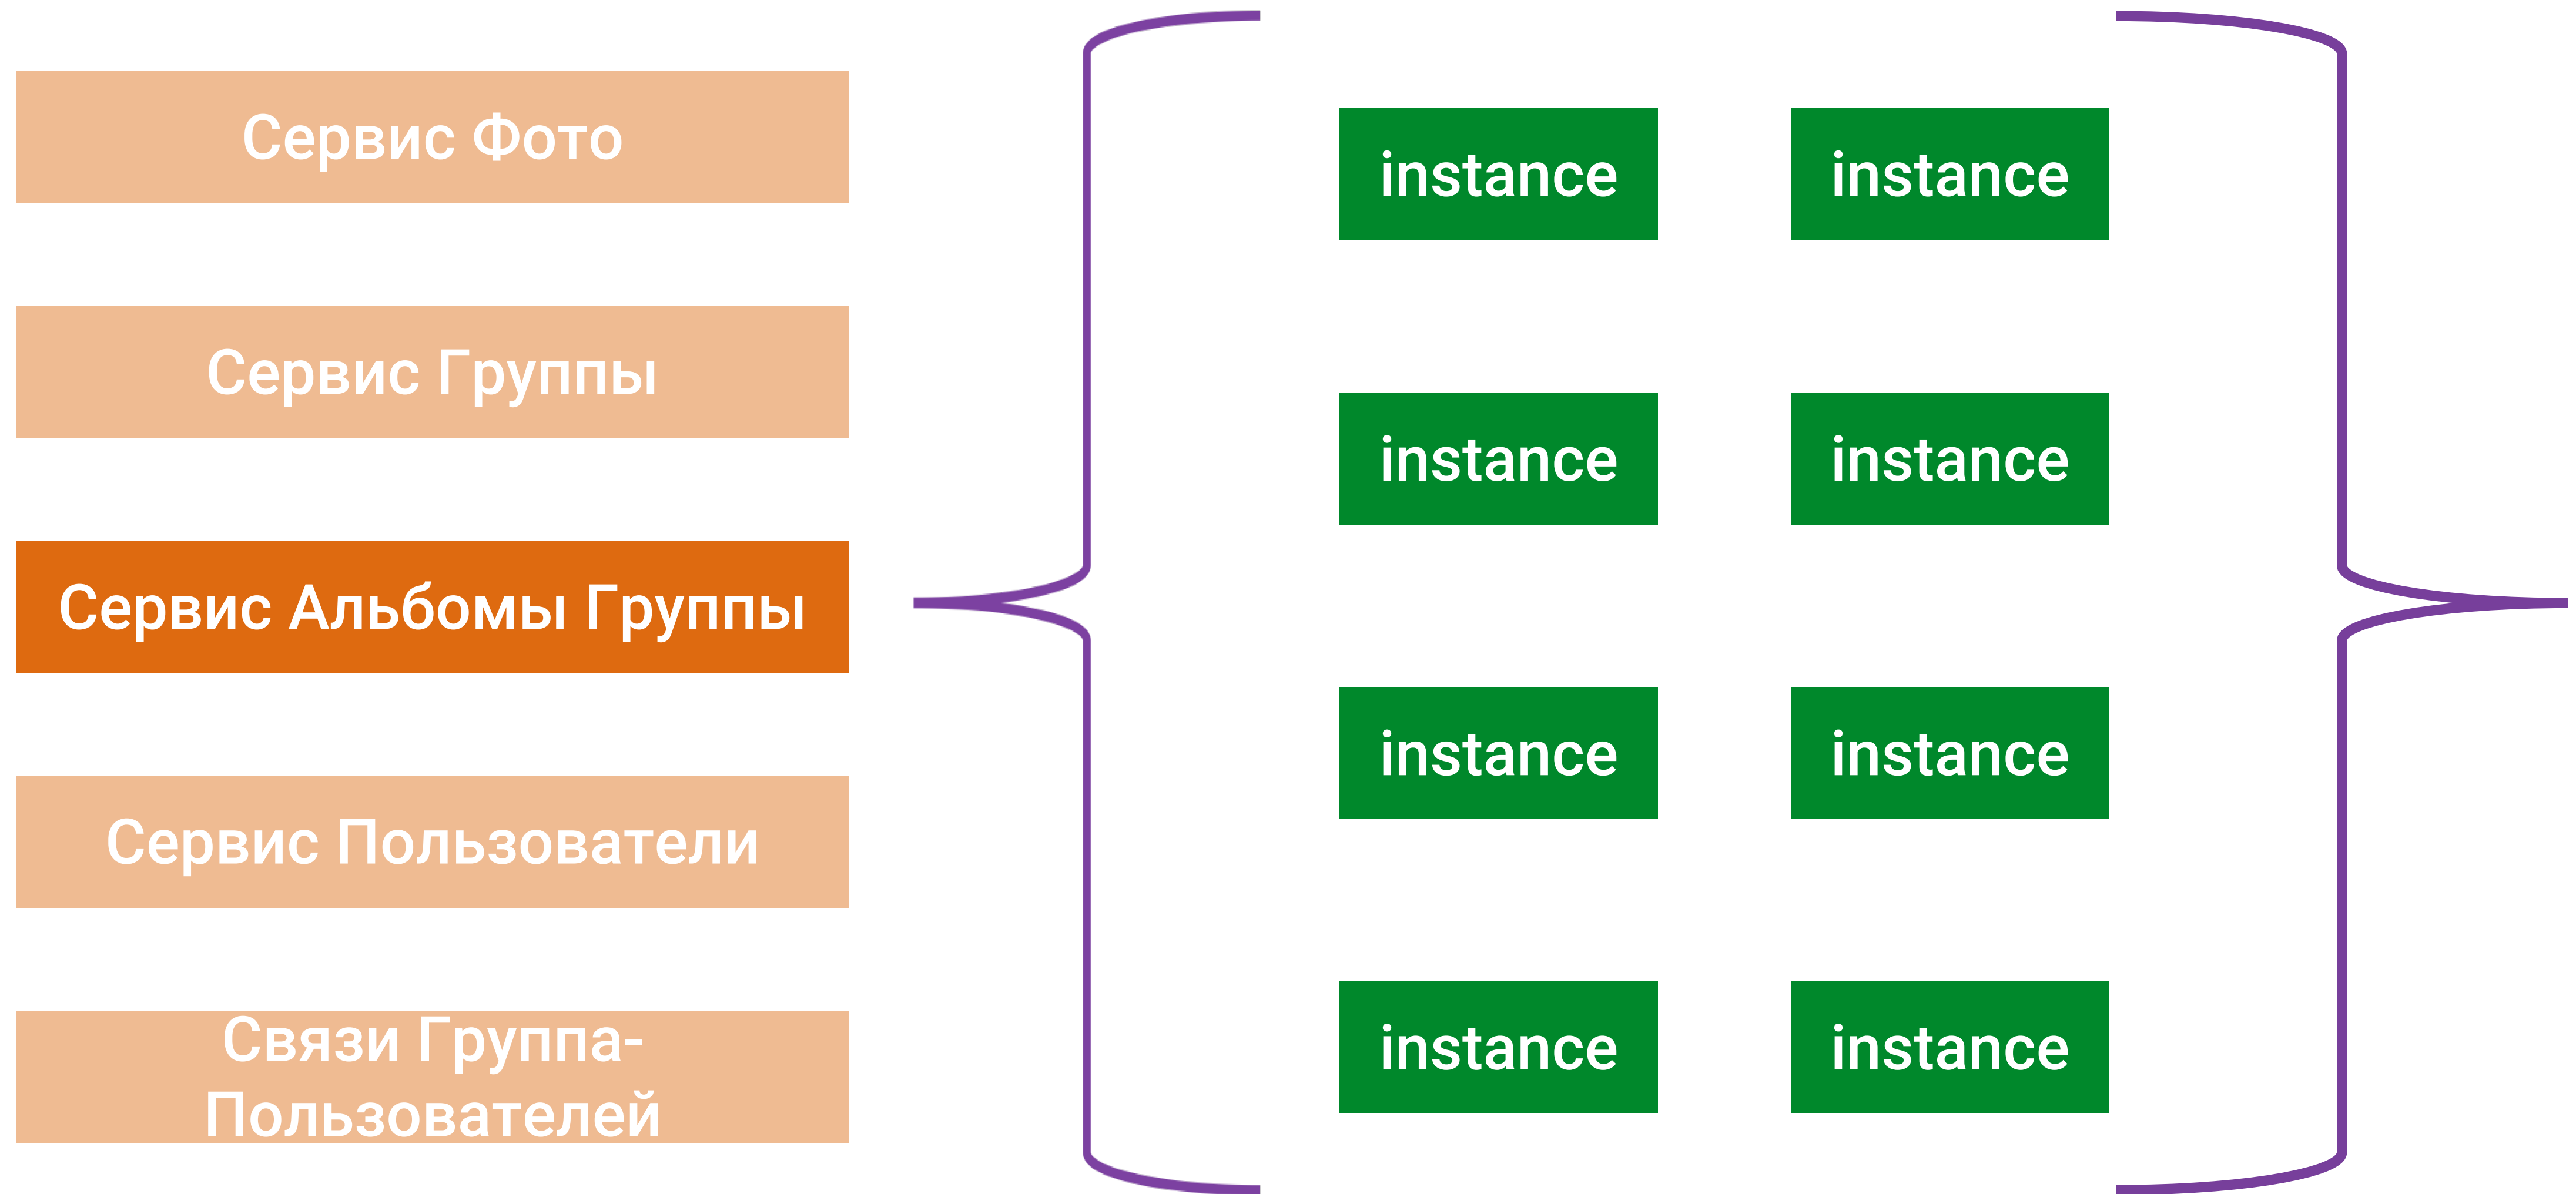 Сервис Фото
Сервис Группы
Сервис Альбомы Группы
Сервис Пользователи
Связи Группа-
Пользователей
instance
instance
instance
instance
instance
instance
instance
instance